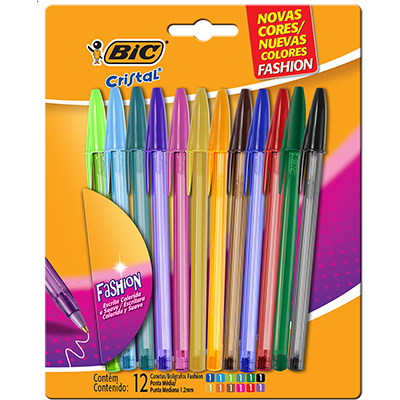 BIC
Cristal®
NOVAS
CORES/
NUEVAS
COLORES
FASHION
FASHION
Escrita Colorida
e Suave/Escritura
Colorida y Suave
Contém
Contenido: 12 Canetas/Bolígrafos Fashion
Ponta Média/
Punta Mediana 1,2mm